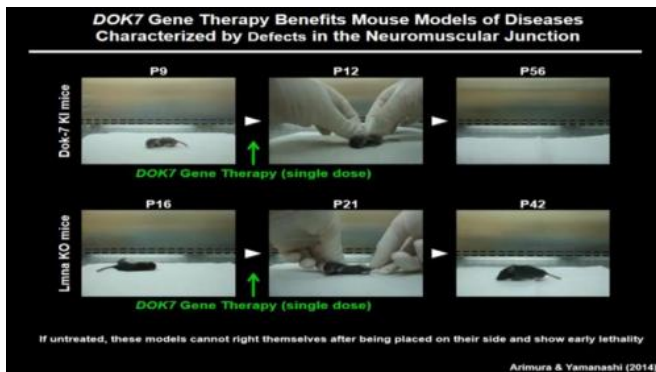 DOK7 Gene Therapy Benefits Mouse Models of Diseases
Characterized by Defects in the Neuromuscular Junction
P9
P12
P56
Dok-7 KI mice
DOK7 Gene Therapy (single dose)
P16
P21
P42
Lmna KO mice
DOK7 Gene Therapy (single dose)
If untreated, these models cannot right themselves after being placed on their side and show early lethality
Arimura & Yamanashi (2014)